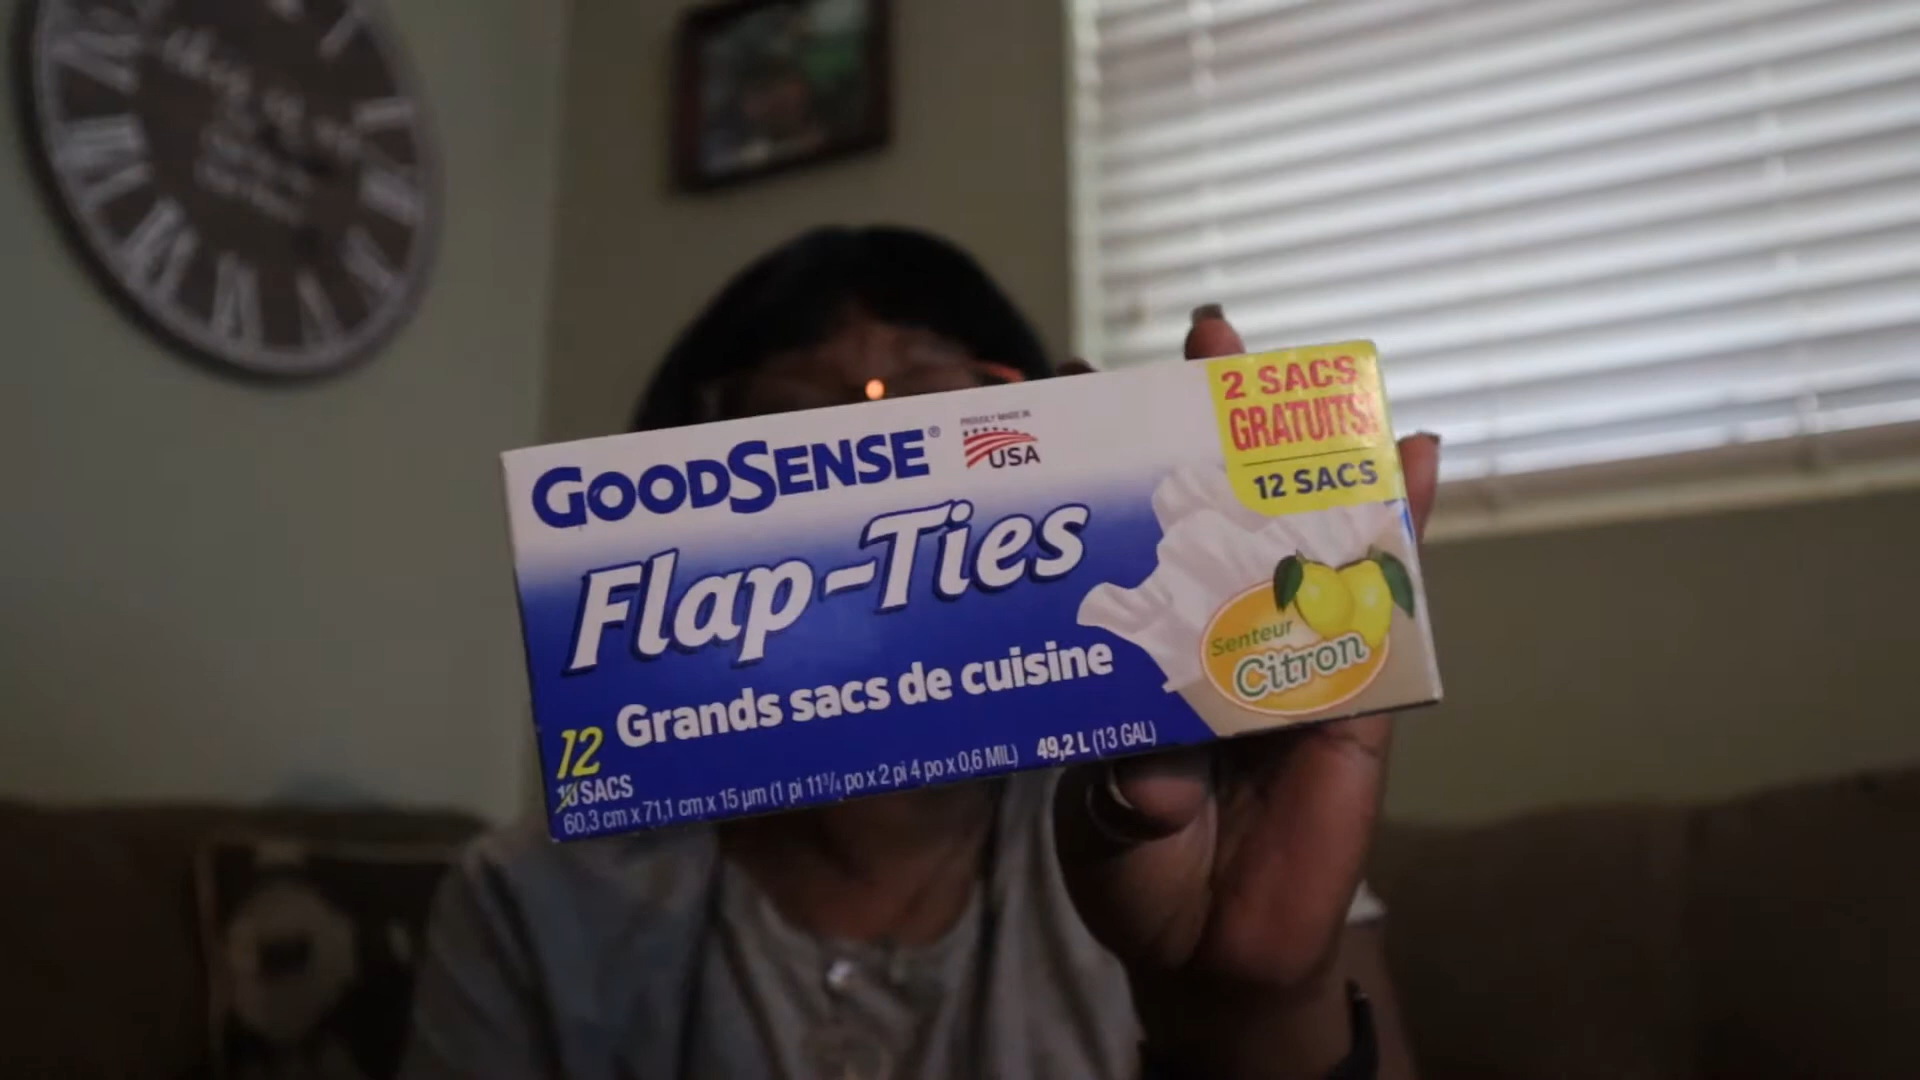 GOODSENSE®
PROUDLY MADE IN
USA
2 SACS
GRATUITS!
12 SACS
Flap-Ties
Grands sacs de cuisine
Senteur
Citron
12
10 SACS
60,3 cm x 71,1 cm x 15 µm (1 pi 11¾ po x 2 pi 4 po x 0,6 MIL) 49,2 L (13 GAL)